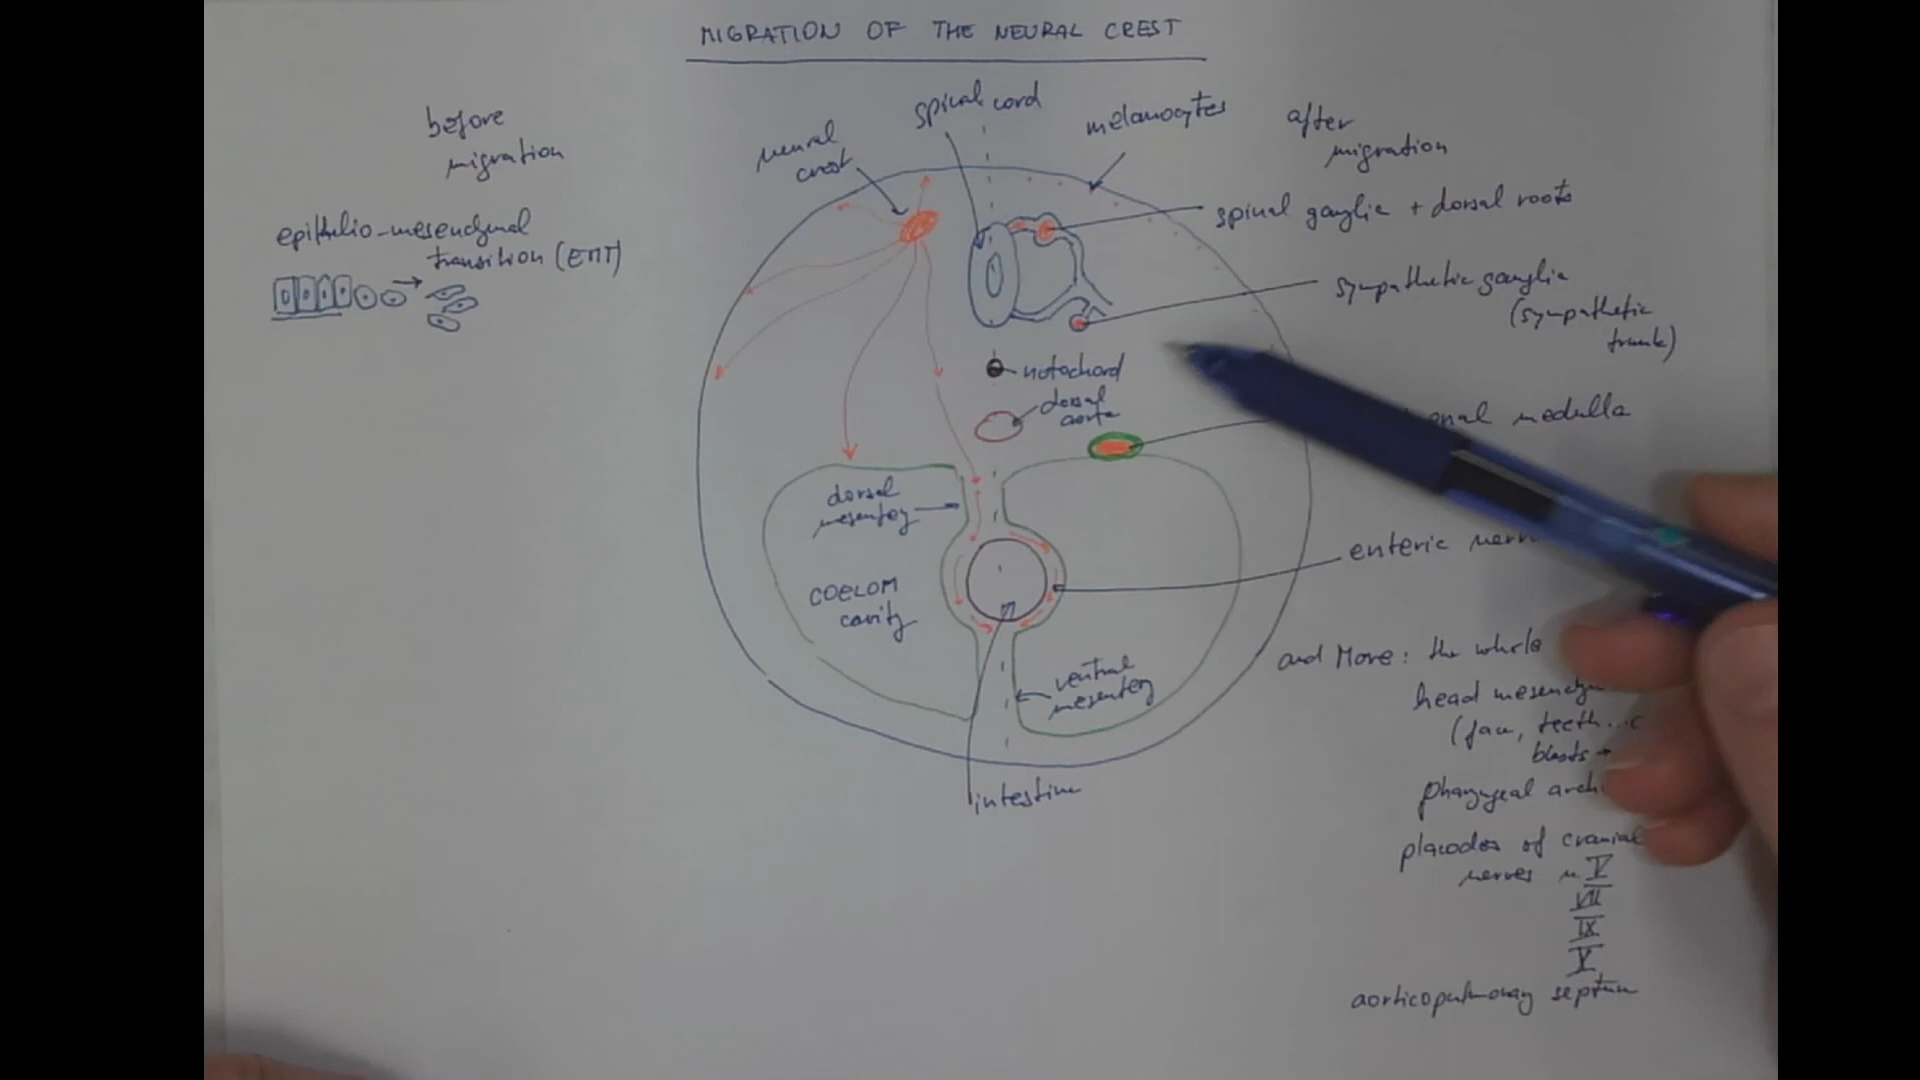 MIGRATION OF THE NEURAL CREST
before
migration
epithelio-mesenchymal
transition (EMT)
neural
crest
spinal cord
melanocytes
after
migration
spinal ganglia + dorsal roots
sympathetic ganglia
(sympathetic
trunk)
notochord
dorsal
aorta
medulla
dorsal
mesentery
COELOM
cavity
enteric
ventral
mesentery
intestine
and More: the whole
head
(jaw, teeth...
blasts →
pharyngeal
placodes of cranial
nerves n. V
VII
IX
X
aorticopulmonary septum